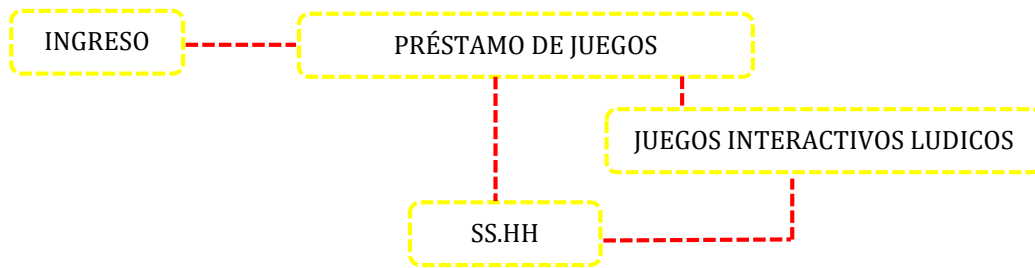 INGRESO
PRÉSTAMO DE JUEGOS
JUEGOS INTERACTIVOS LUDICOS
SS.HH